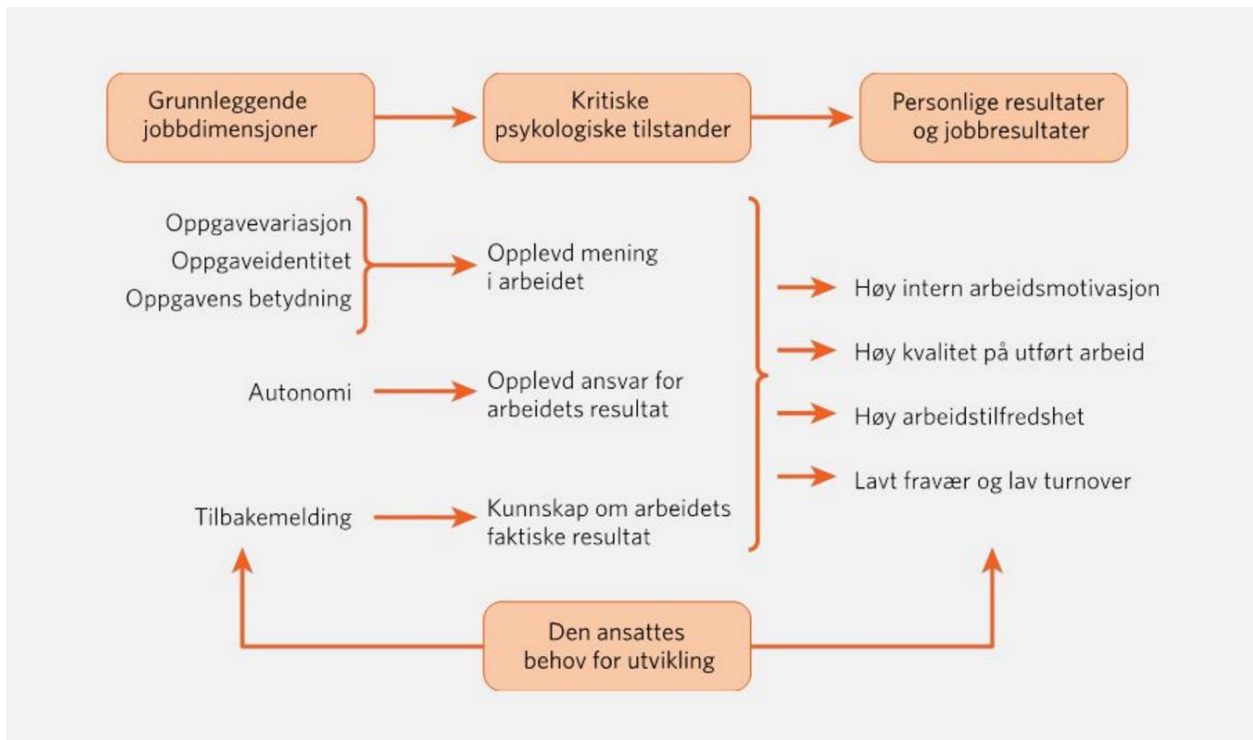 Grunnleggende
jobbdimensjoner
Kritiske
psykologiske tilstander
Personlige resultater
og jobbresultater
Oppgavevariasjon
Oppgaveidentitet
Oppgavens betydning
Opplevd mening
i arbeidet
Autonomi
Opplevd ansvar for
arbeidets resultat
Tilbakemelding
Kunnskap om arbeidets
faktiske resultat
Høy intern arbeidsmotivasjon
Høy kvalitet på utført arbeid
Høy arbeidstilfredshet
Lavt fravær og lav turnover
Den ansattes
behov for utvikling